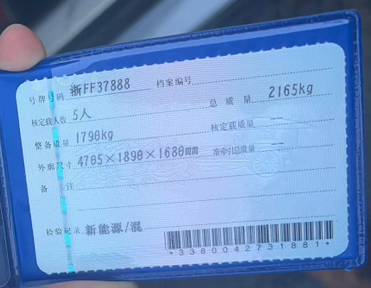 号牌号码 浙FF37888 档案编号
核定载人数 5人 总质量 2165kg
整备质量 1790kg 核定载质量 --
外廓尺寸 4705×1890×1680mm 准牵引总质量 --
备注
检验记录 新能源/混
*3380042731881*